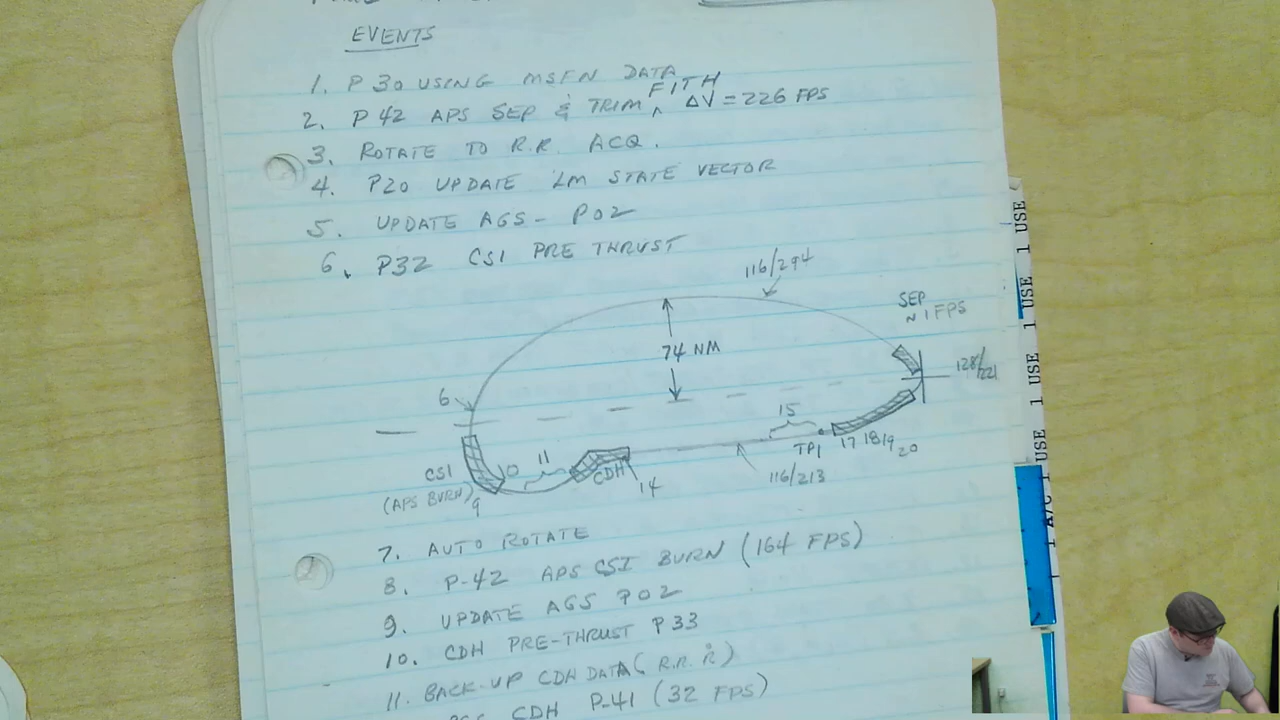 EVENTS
1. P30 USING MSFN DATA
2. P42 APS SEP & TRIM ^ FITH ΔV = 226 FPS
3. ROTATE TO R.R. ACQ.
4. P20 UPDATE LM STATE VECTOR
5. UPDATE AGS - P02
6. P32 CSI PRE THRUST
116/294
SEP
~ 1 FPS
74 NM
128/221
6
15
11
TPI 17 18 19 20
CSI 10
CDH
14
116/213
(APS BURN) 9
7. AUTO ROTATE
8. P-42 APS CSI BURN (164 FPS)
9. UPDATE AGS P02
10. CDH PRE-THRUST P33
11. BACK-UP CDH DATA (R.R. Ṙ)
CDH P-41 (32 FPS)
1 A/C 1 USE 1 USE 1 USE 1 USE 1 USE